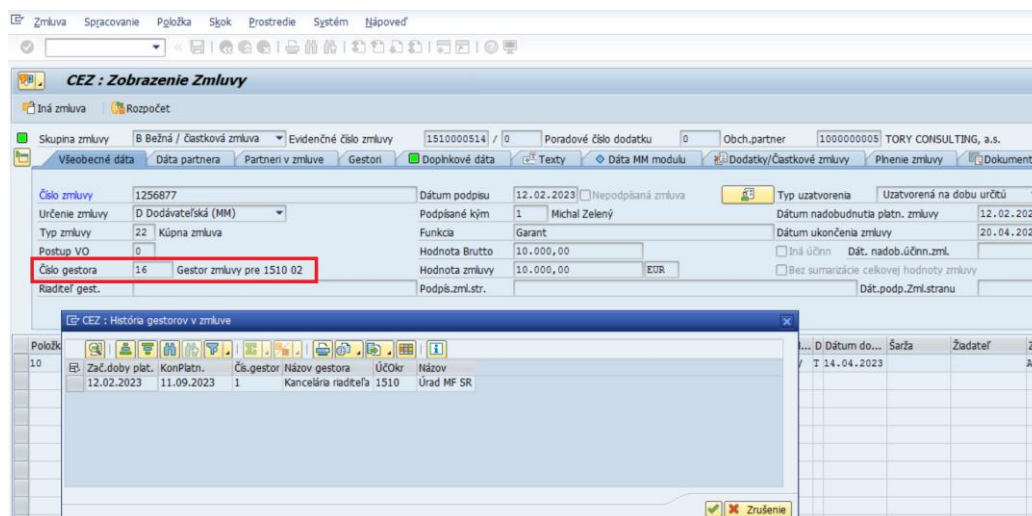 Zmluva Spracovanie Položka Skok Prostredie Systém Nápoveď
CEZ : Zobrazenie Zmluvy
Iná zmluva Rozpočet
Skupina zmluvy B Bežná / čiastková zmluva Evidenčné číslo zmluvy 1510000514 / 0 Poradové číslo dodatku 0 Obch.partner 1000000005 TORY CONSULTING, a.s.
Všeobecné dáta Dáta partnera Partneri v zmluve Gestori Doplnkové dáta Texty Dáta MM modulu Dodatky/Čiastkové zmluvy Plnenie zmluvy Dokument
Číslo zmluvy 1256877 Dátum podpisu 12.02.2023 Nepodpísaná zmluva Typ uzatvorenia Uzatvorená na dobu určitú
Určenie zmluvy D Dodávateľská (MM) Podpísané kým 1 Michal Zelený Dátum nadobudnutia platn. zmluvy 12.02.202
Typ zmluvy 22 Kúpna zmluva Funkcia Garant Dátum ukončenia zmluvy 20.04.202
Postup VO 0 Hodnota Brutto 10.000,00 Iná účinn Dát. nadob.účinn.zml.
Číslo gestora 16 Gestor zmluvy pre 1510 02 Hodnota zmluvy 10.000,00 EUR Bez sumarizácie celkovej hodnoty zmluvy
Riaditeľ gest. Podpis.zml.str. Dát.podp.Zml.stranu
CEZ : História gestorov v zmluve
Položk D Dátum do... Šarža Žiadateľ
Zač.doby plat. KonPlatn. Čís.gestor Názov gestora ÚčOkr Názov
10 T 14.04.2023
12.02.2023 11.09.2023 1 Kancelária riaditeľa 1510 Úrad MF SR
Zrušenie